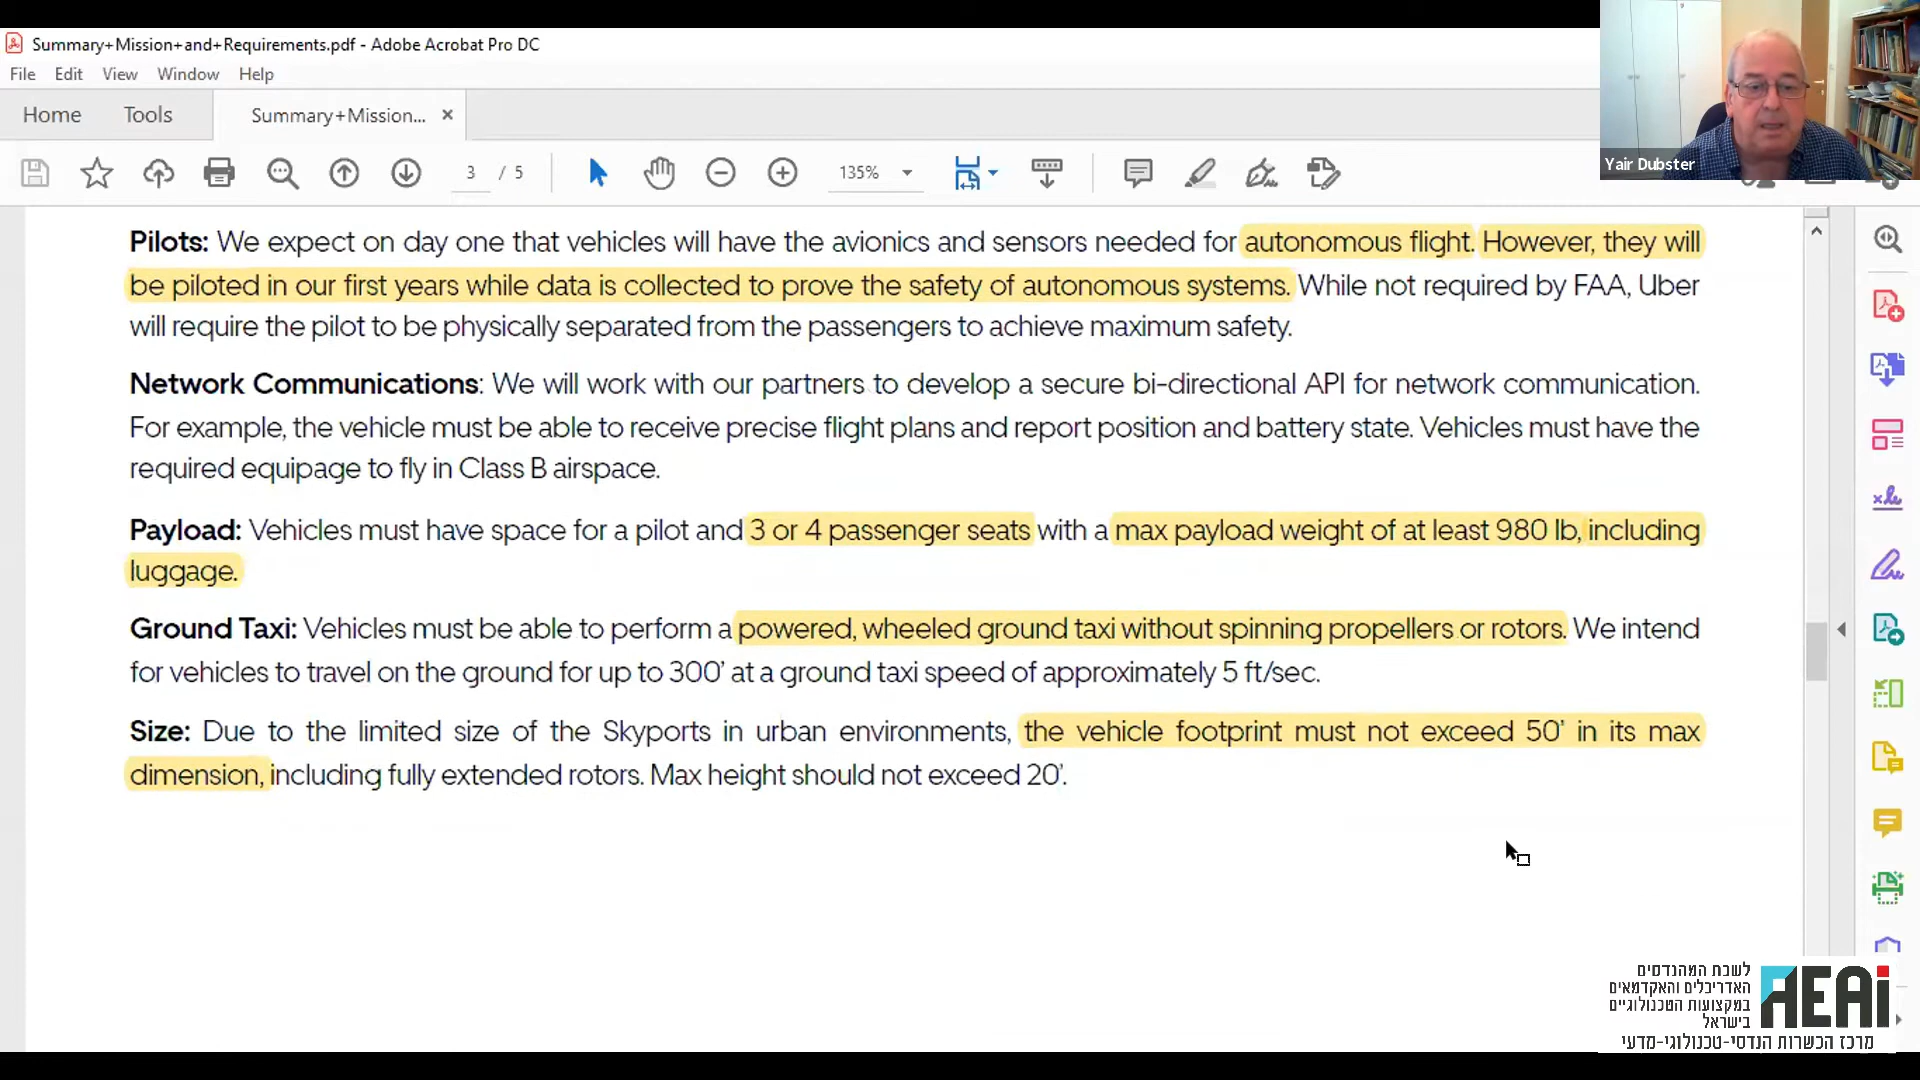 Summary+Mission+and+Requirements.pdf - Adobe Acrobat Pro DC
File Edit View Window Help
Home Tools Summary+Mission... ×
3 / 5 135%
Yair Dubster
Pilots: We expect on day one that vehicles will have the avionics and sensors needed for autonomous flight. However, they will
be piloted in our first years while data is collected to prove the safety of autonomous systems. While not required by FAA, Uber
will require the pilot to be physically separated from the passengers to achieve maximum safety.
Network Communications: We will work with our partners to develop a secure bi-directional API for network communication.
For example, the vehicle must be able to receive precise flight plans and report position and battery state. Vehicles must have the
required equipage to fly in Class B airspace.
Payload: Vehicles must have space for a pilot and 3 or 4 passenger seats with a max payload weight of at least 980 lb, including
luggage.
Ground Taxi: Vehicles must be able to perform a powered, wheeled ground taxi without spinning propellers or rotors. We intend
for vehicles to travel on the ground for up to 300’ at a ground taxi speed of approximately 5 ft/sec.
Size: Due to the limited size of the Skyports in urban environments, the vehicle footprint must not exceed 50’ in its max
dimension, including fully extended rotors. Max height should not exceed 20’.
לשכת המהנדסים
האדריכלים והאקדמאים
במקצועות הטכנולוגיים
בישראל
AEAi
מרכז הכשרות הנדסי-טכנולוגי-מדעי